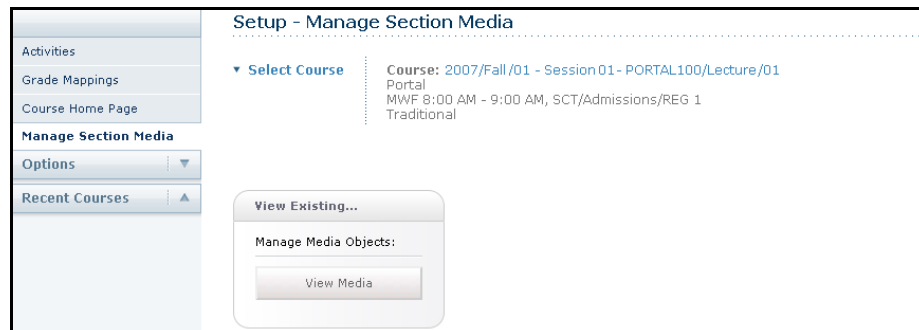 Setup - Manage Section Media
Activities
Grade Mappings
Course Home Page
Manage Section Media
Options
Recent Courses
Select Course
Course: 2007/Fall/01 - Session 01- PORTAL100/Lecture/01
Portal
MWF 8:00 AM - 9:00 AM, SCT/Admissions/REG 1
Traditional
View Existing...
Manage Media Objects:
View Media